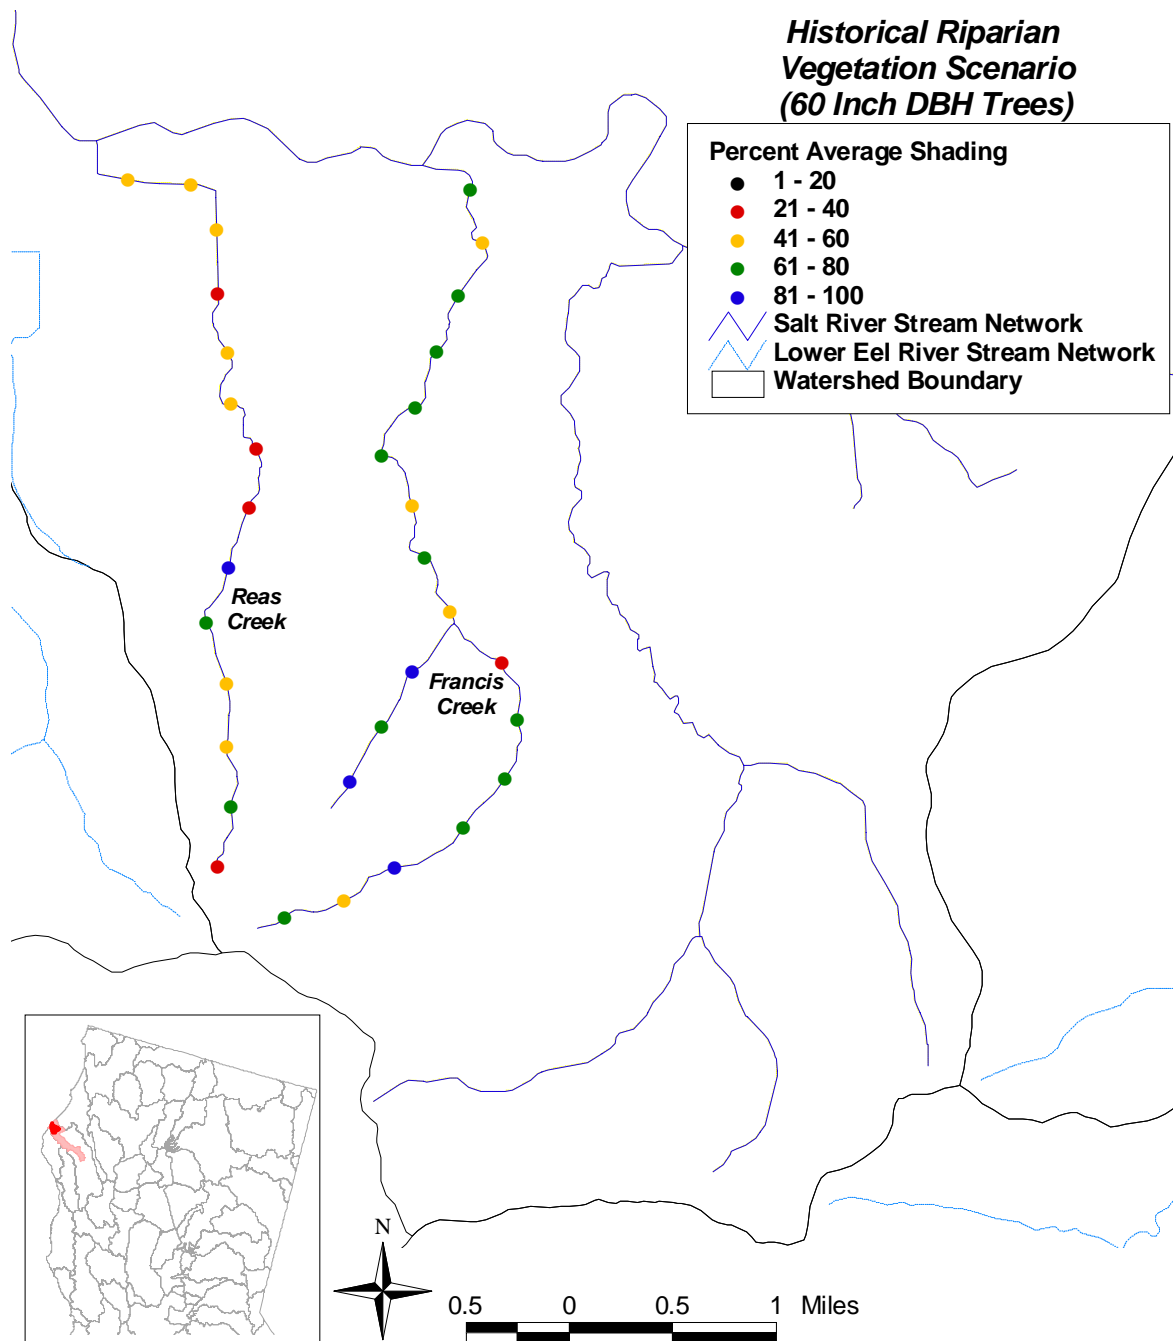 Historical Riparian
Vegetation Scenario
(60 Inch DBH Trees)
Percent Average Shading
1 - 20
21 - 40
41 - 60
61 - 80
81 - 100
Salt River Stream Network
Lower Eel River Stream Network
Watershed Boundary
Reas
Creek
Francis
Creek
N
0.5 0 0.5 1 Miles